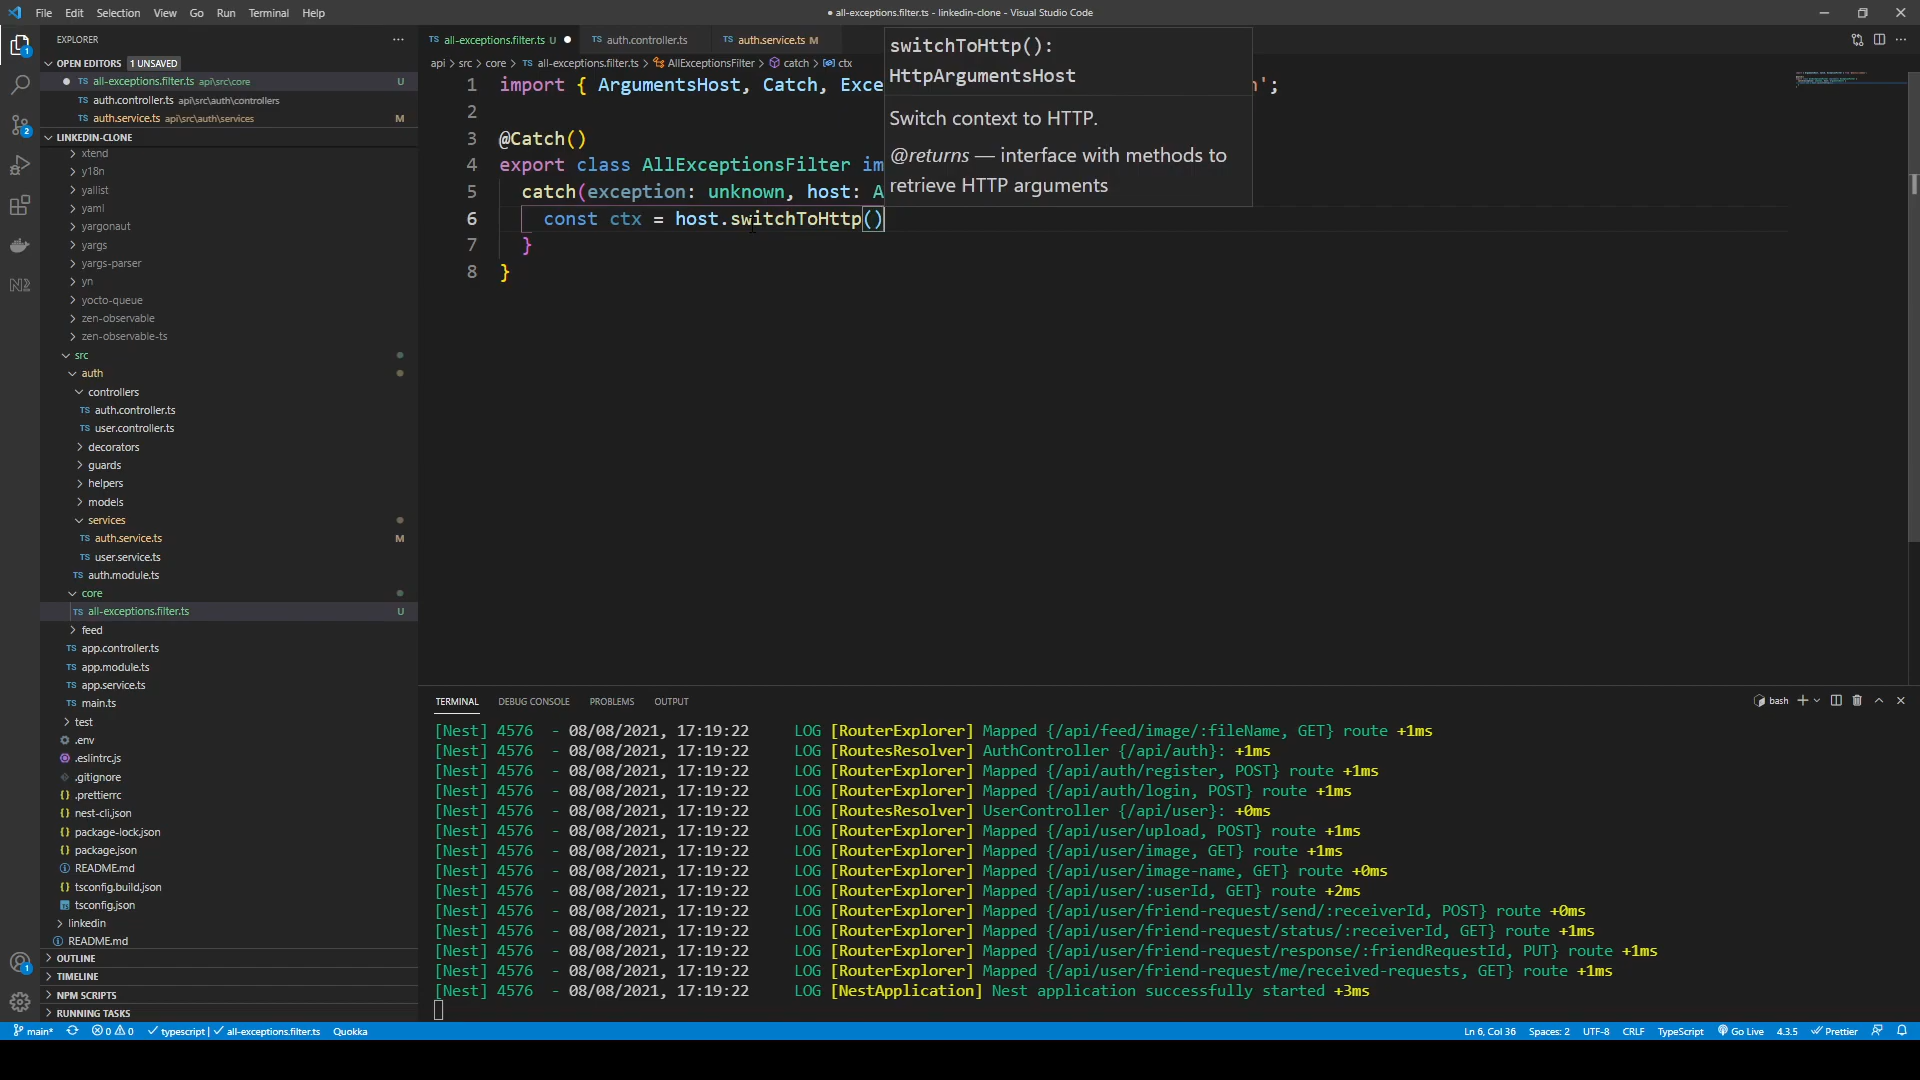 File Edit Selection View Go Run Terminal Help
● all-exceptions.filter.ts - linkedin-clone - Visual Studio Code
EXPLORER
OPEN EDITORS 1 UNSAVED
TS all-exceptions.filter.ts api\src\core U
TS auth.controller.ts api\src\auth\controllers
TS auth.service.ts api\src\auth\services M
LINKEDIN-CLONE
xtend
y18n
yallist
yaml
yargonaut
yargs
yargs-parser
yn
yocto-queue
zen-observable
zen-observable-ts
src
auth
controllers
TS auth.controller.ts
TS user.controller.ts
decorators
guards
helpers
models
services
TS auth.service.ts M
TS user.service.ts
TS auth.module.ts
core
TS all-exceptions.filter.ts U
feed
TS app.controller.ts
TS app.module.ts
TS app.service.ts
TS main.ts
test
.env
.eslintrc.js
.gitignore
.prettierrc
nest-cli.json
package-lock.json
package.json
README.md
tsconfig.build.json
tsconfig.json
linkedin
README.md
OUTLINE
TIMELINE
NPM SCRIPTS
RUNNING TASKS
TS all-exceptions.filter.ts U ● TS auth.controller.ts TS auth.service.ts M
api > src > core > TS all-exceptions.filter.ts > AllExceptionsFilter > catch > ctx
1 import { ArgumentsHost, Catch, Exce n';
2
3 @Catch()
4 export class AllExceptionsFilter im
5 catch(exception: unknown, host: A
6 const ctx = host.switchToHttp()
7 }
8 }
switchToHttp():
HttpArgumentsHost
Switch context to HTTP.
@returns — interface with methods to
retrieve HTTP arguments
TERMINAL DEBUG CONSOLE PROBLEMS OUTPUT bash
[Nest] 4576 - 08/08/2021, 17:19:22 LOG [RouterExplorer] Mapped {/api/feed/image/:fileName, GET} route +1ms
[Nest] 4576 - 08/08/2021, 17:19:22 LOG [RoutesResolver] AuthController {/api/auth}: +1ms
[Nest] 4576 - 08/08/2021, 17:19:22 LOG [RouterExplorer] Mapped {/api/auth/register, POST} route +1ms
[Nest] 4576 - 08/08/2021, 17:19:22 LOG [RouterExplorer] Mapped {/api/auth/login, POST} route +1ms
[Nest] 4576 - 08/08/2021, 17:19:22 LOG [RoutesResolver] UserController {/api/user}: +0ms
[Nest] 4576 - 08/08/2021, 17:19:22 LOG [RouterExplorer] Mapped {/api/user/upload, POST} route +1ms
[Nest] 4576 - 08/08/2021, 17:19:22 LOG [RouterExplorer] Mapped {/api/user/image, GET} route +1ms
[Nest] 4576 - 08/08/2021, 17:19:22 LOG [RouterExplorer] Mapped {/api/user/image-name, GET} route +0ms
[Nest] 4576 - 08/08/2021, 17:19:22 LOG [RouterExplorer] Mapped {/api/user/:userId, GET} route +2ms
[Nest] 4576 - 08/08/2021, 17:19:22 LOG [RouterExplorer] Mapped {/api/user/friend-request/send/:receiverId, POST} route +0ms
[Nest] 4576 - 08/08/2021, 17:19:22 LOG [RouterExplorer] Mapped {/api/user/friend-request/status/:receiverId, GET} route +1ms
[Nest] 4576 - 08/08/2021, 17:19:22 LOG [RouterExplorer] Mapped {/api/user/friend-request/response/:friendRequestId, PUT} route +1ms
[Nest] 4576 - 08/08/2021, 17:19:22 LOG [RouterExplorer] Mapped {/api/user/friend-request/me/received-requests, GET} route +1ms
[Nest] 4576 - 08/08/2021, 17:19:22 LOG [NestApplication] Nest application successfully started +3ms
main* 0 0 typescript | all-exceptions.filter.ts Quokka Ln 6, Col 36 Spaces: 2 UTF-8 CRLF TypeScript Go Live 4.3.5 Prettier